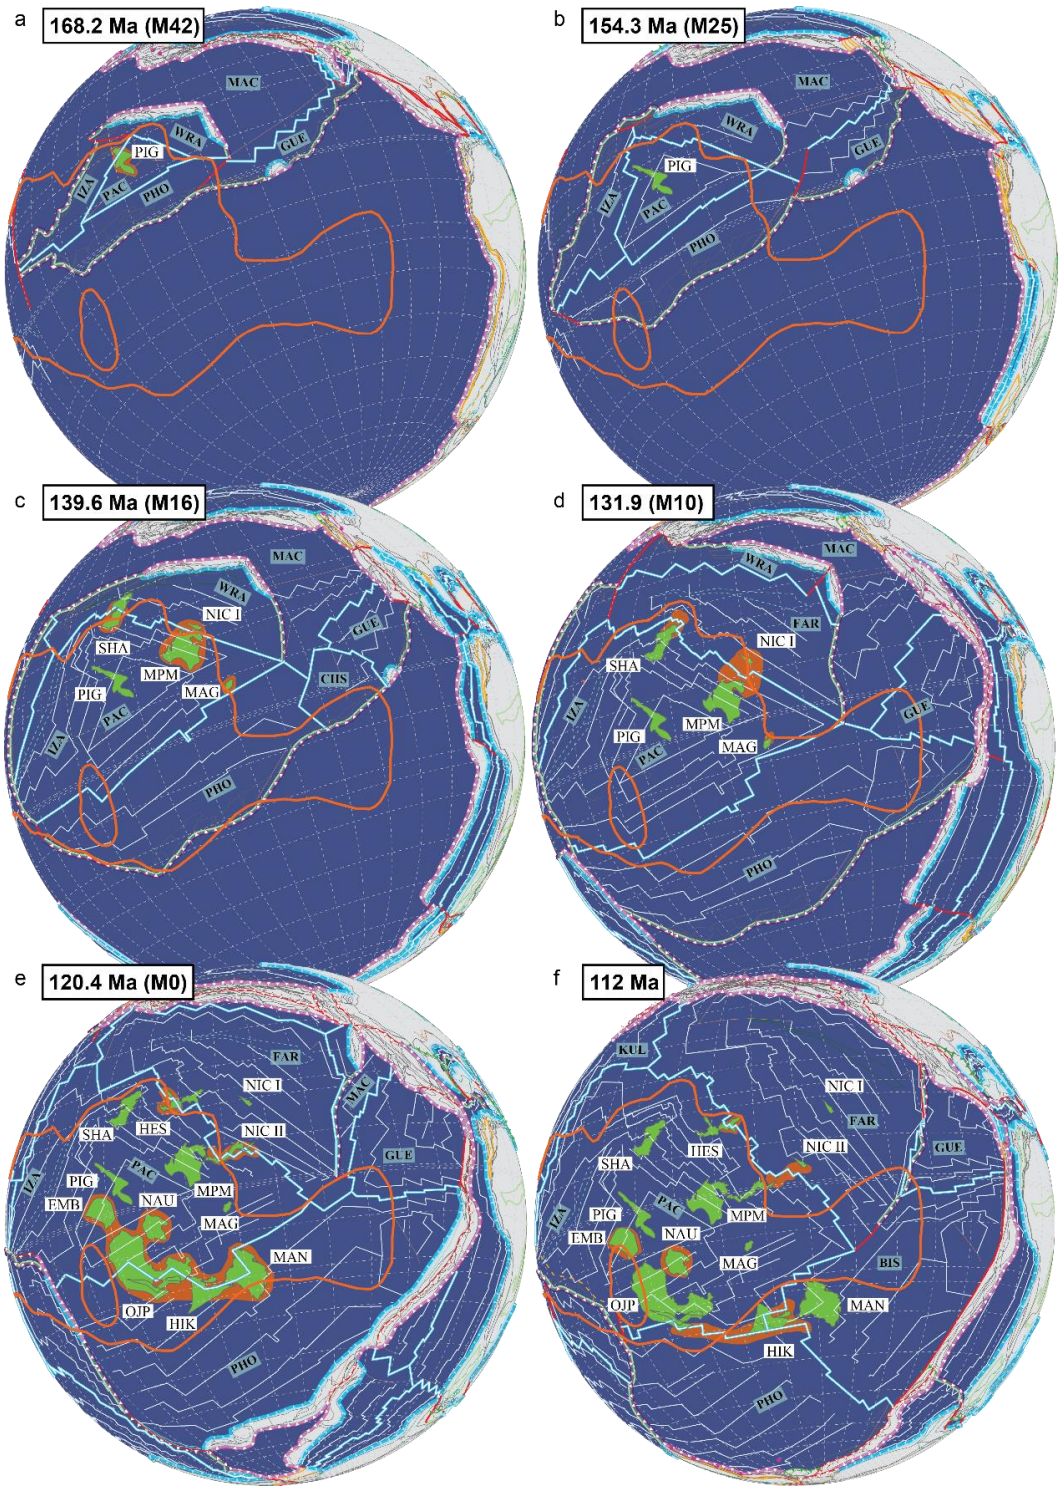 a 168.2 Ma (M42)
MAC
WRA
GUE
PIG
IZA
PAC
PHO
b 154.3 Ma (M25)
MAC
WRA
GUE
PIG
IZA
PAC
PHO
c 139.6 Ma (M16)
MAC
WRA
NIC I
GUE
SHA
MPM
CHS
PIG
MAG
PAC
IZA
PHO
d 131.9 (M10)
MAC
WRA
FAR
NIC I
SHA
IZA
GUE
PIG
MPM
PAC
MAG
PHO
e 120.4 Ma (M0)
FAR
NIC I
MAC
SHA
HES
NIC II
GUE
IZA
PAC
PIG
MPM
EMB
NAU
MAG
MAN
OJP
HIK
PHO
f 112 Ma
KUL
NIC I
FAR
HES
SHA
NIC II
GUE
IZA
PAC
PIG
MPM
EMB
NAU
MAG
BIS
OJP
MAN
HIK
PHO